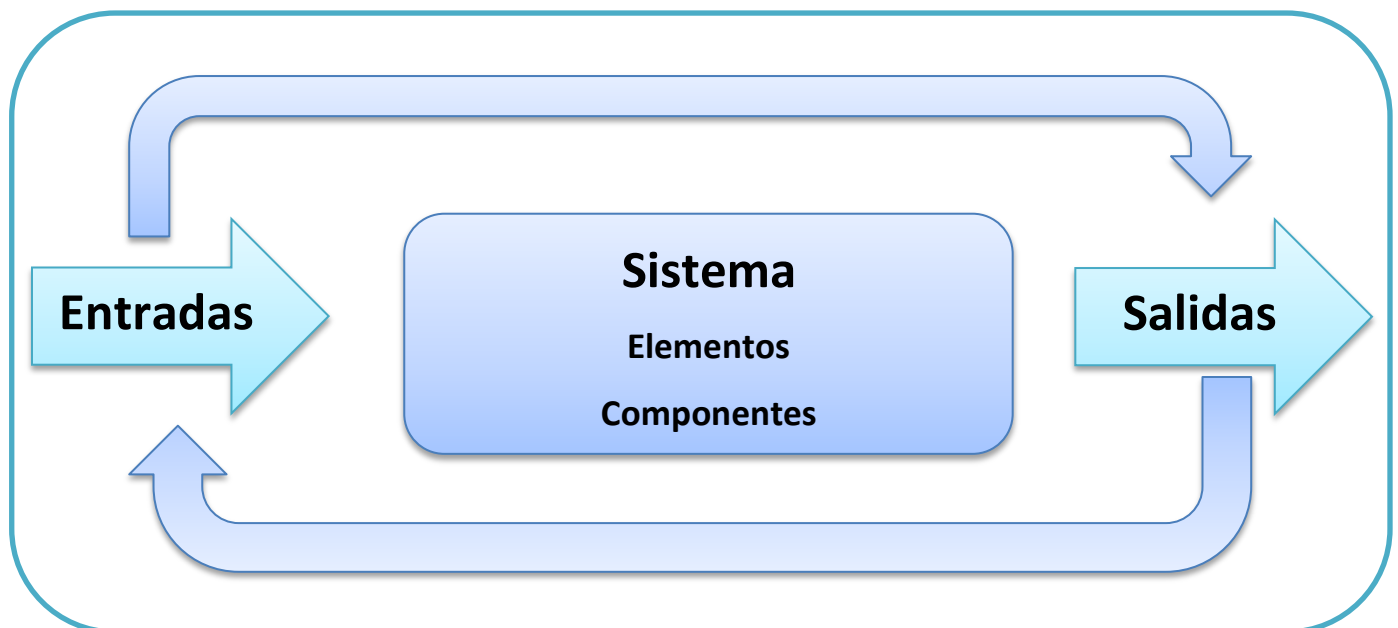 Entradas
Sistema
Elementos
Componentes
Salidas